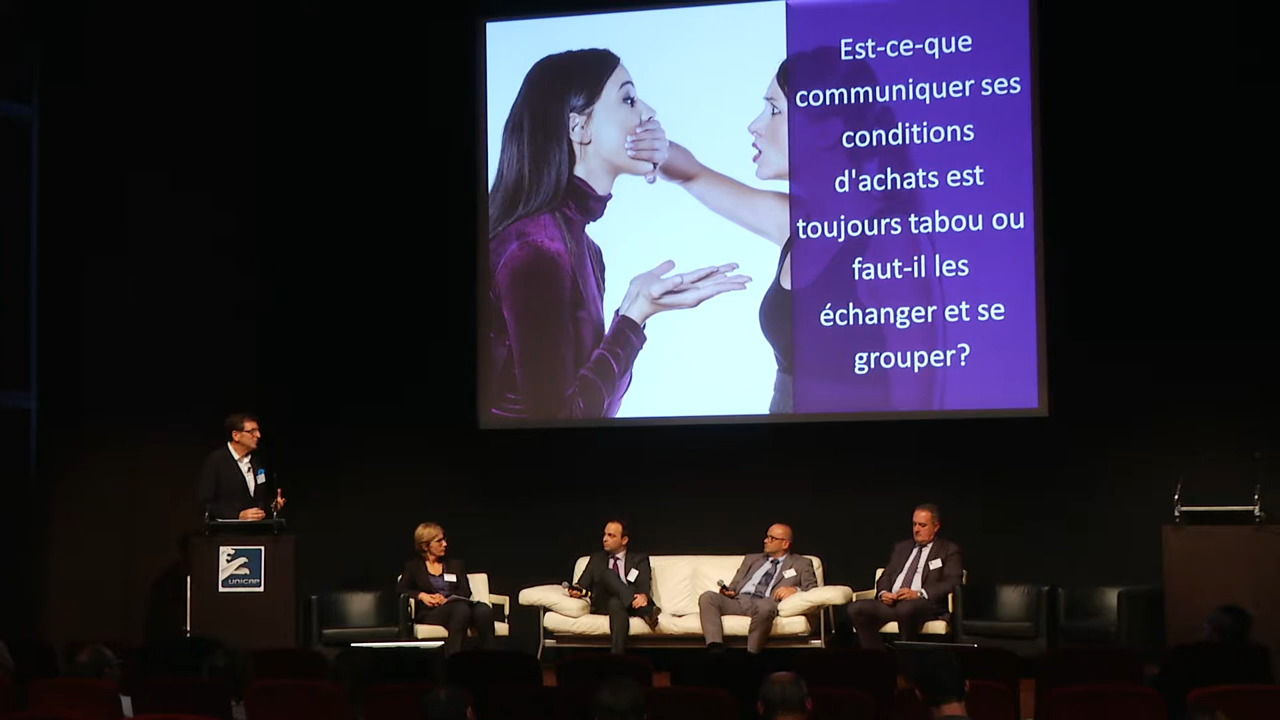 Est-ce-que
communiquer ses
conditions
d'achats est
toujours tabou ou
faut-il les
échanger et se
grouper?
UNICAP